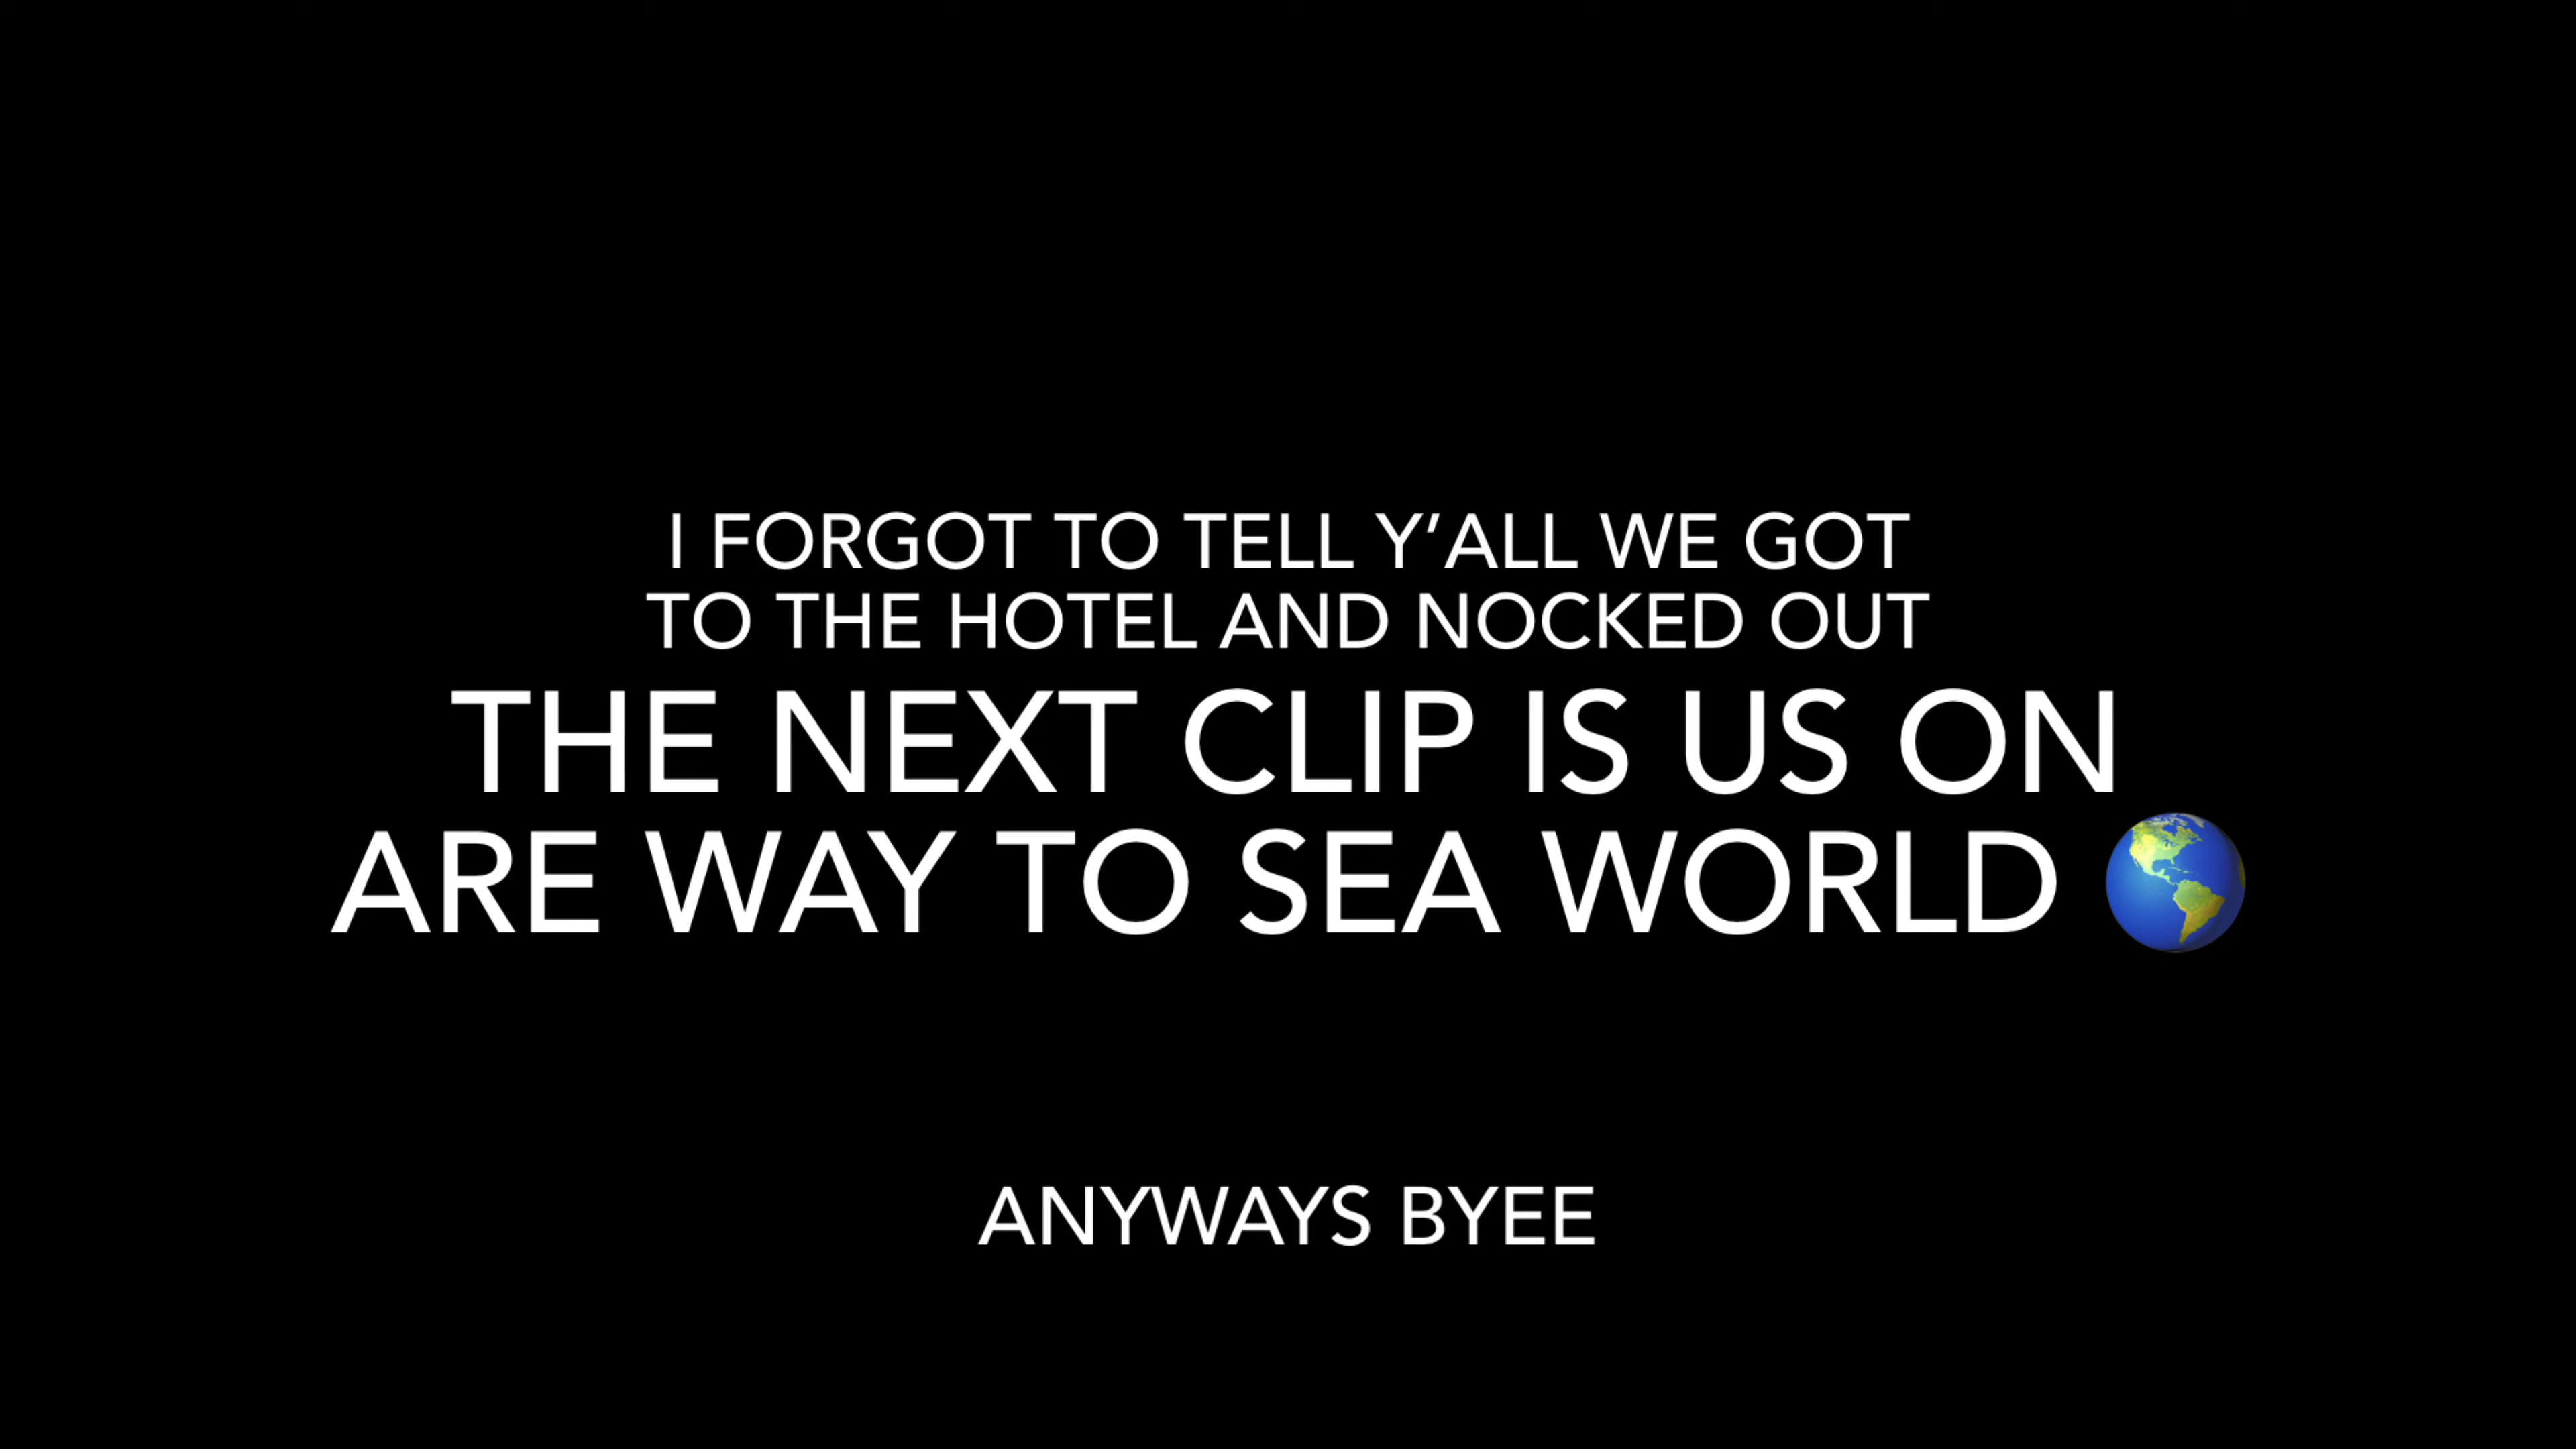 I FORGOT TO TELL Y’ALL WE GOT
TO THE HOTEL AND NOCKED OUT
THE NEXT CLIP IS US ON
ARE WAY TO SEA WORLD 🌎
ANYWAYS BYEE